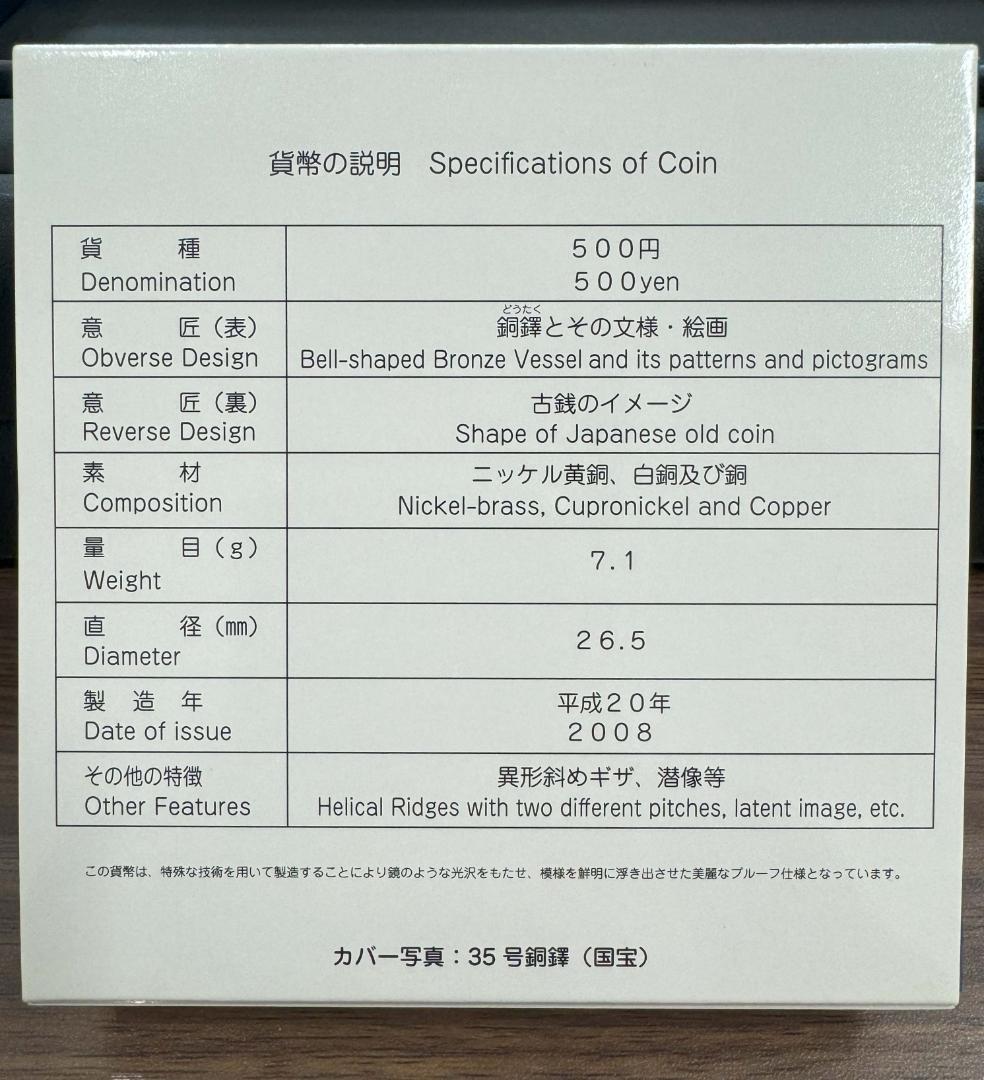 貨幣の説明 Specifications of Coin
貨種 500円
Denomination 500yen
どうたく
意匠（表） 銅鐸とその文様・絵画
Obverse Design Bell-shaped Bronze Vessel and its patterns and pictograms
意匠（裏） 古銭のイメージ
Reverse Design Shape of Japanese old coin
素材 ニッケル黄銅、白銅及び銅
Composition Nickel-brass, Cupronickel and Copper
量目（g） 7.1
Weight
直径（㎜） 26.5
Diameter
製造年 平成20年
Date of issue 2008
その他の特徴 異形斜めギザ、潜像等
Other Features Helical Ridges with two different pitches, latent image, etc.
この貨幣は、特殊な技術を用いて製造することにより鏡のような光沢をもたせ、模様を鮮明に浮き出させた美麗なプルーフ仕様となっています。
カバー写真：35号銅鐸（国宝）